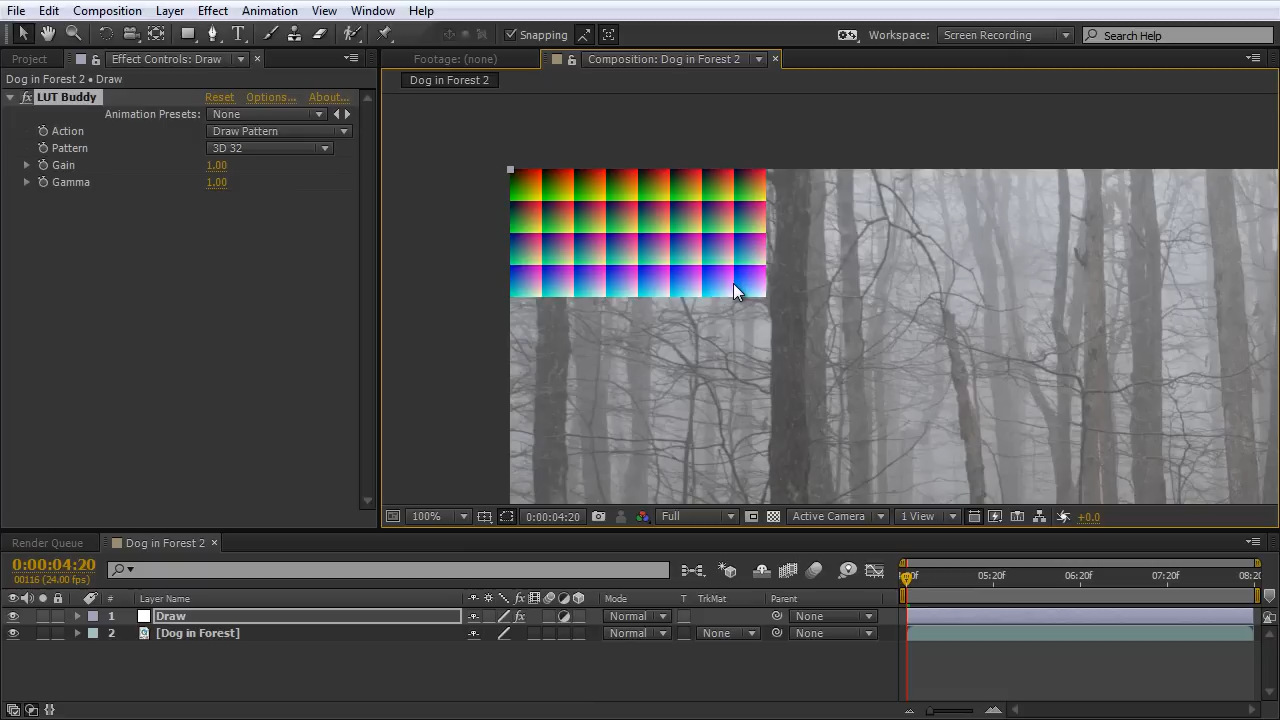 File Edit Composition Layer Effect Animation View Window Help
Snapping Workspace: Screen Recording Search Help
Project Effect Controls: Draw Footage: (none) Composition: Dog in Forest 2
Dog in Forest 2 • Draw Dog in Forest 2
fx LUT Buddy Reset Options... About...
Animation Presets: None
Action Draw Pattern
Pattern 3D 32
Gain 1.00
Gamma 1.00
100% 0:00:04:20 Full Active Camera 1 View +0.0
Render Queue Dog in Forest 2
0:00:04:20
00116 (24.00 fps) 05:20f 06:20f 07:20f
# Layer Name fx Mode T TrkMat Parent
1 Draw fx Normal T None
2 [Dog in Forest] Normal None None